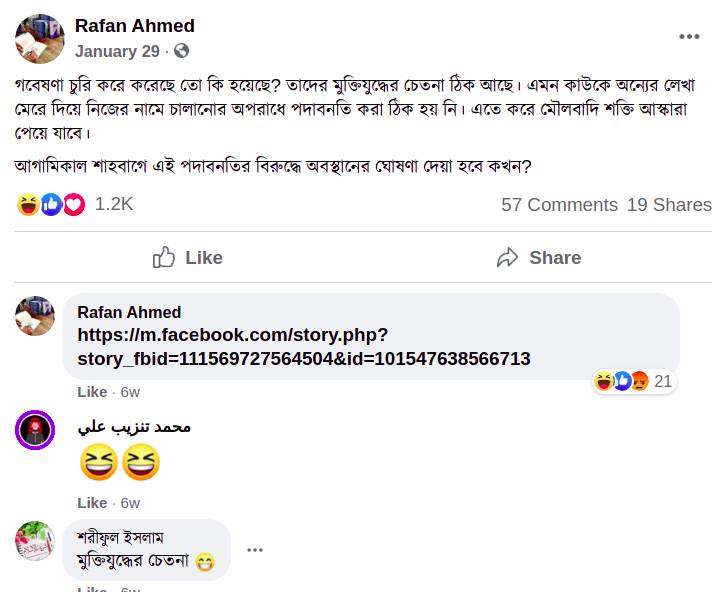 Rafan Ahmed
January 29 ·
গবেষণা চুরি করে করেছে তো কি হয়েছে? তাদের মুক্তিযুদ্ধের চেতনা ঠিক আছে। এমন কাউকে অন্যের লেখা
মেরে দিয়ে নিজের নামে চালানোর অপরাধে পদাবনতি করা ঠিক হয় নি। এতে করে মৌলবাদি শক্তি আস্কারা
পেয়ে যাবে।
আগামিকাল শাহবাগে এই পদাবনতির বিরুদ্ধে অবস্থানের ঘোষণা দেয়া হবে কখন?
1.2K 57 Comments 19 Shares
Like Share
Rafan Ahmed
https://m.facebook.com/story.php?
story_fbid=111569727564504&id=101547638566713
21
Like · 6w
محمد تنزيب علي
😆😆
Like · 6w
শরীফুল ইসলাম
মুক্তিযুদ্ধের চেতনা 😁
Like · 6w